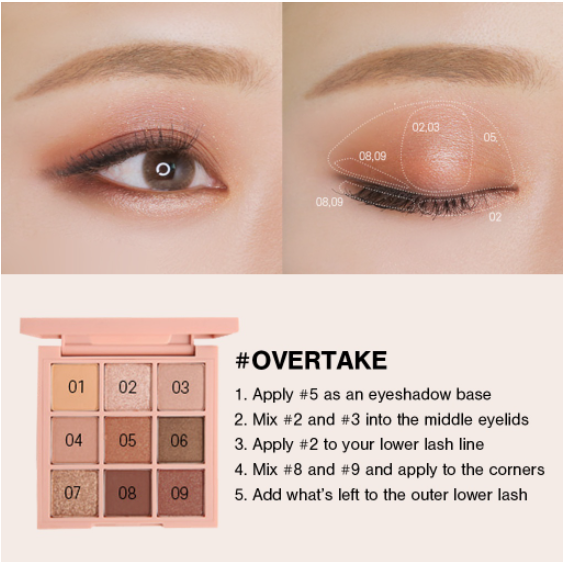 02,03
05.
08,09
08,09
02
#OVERTAKE
01 02 03
04 05 06
07 08 09
1. Apply #5 as an eyeshadow base
2. Mix #2 and #3 into the middle eyelids
3. Apply #2 to your lower lash line
4. Mix #8 and #9 and apply to the corners
5. Add what's left to the outer lower lash